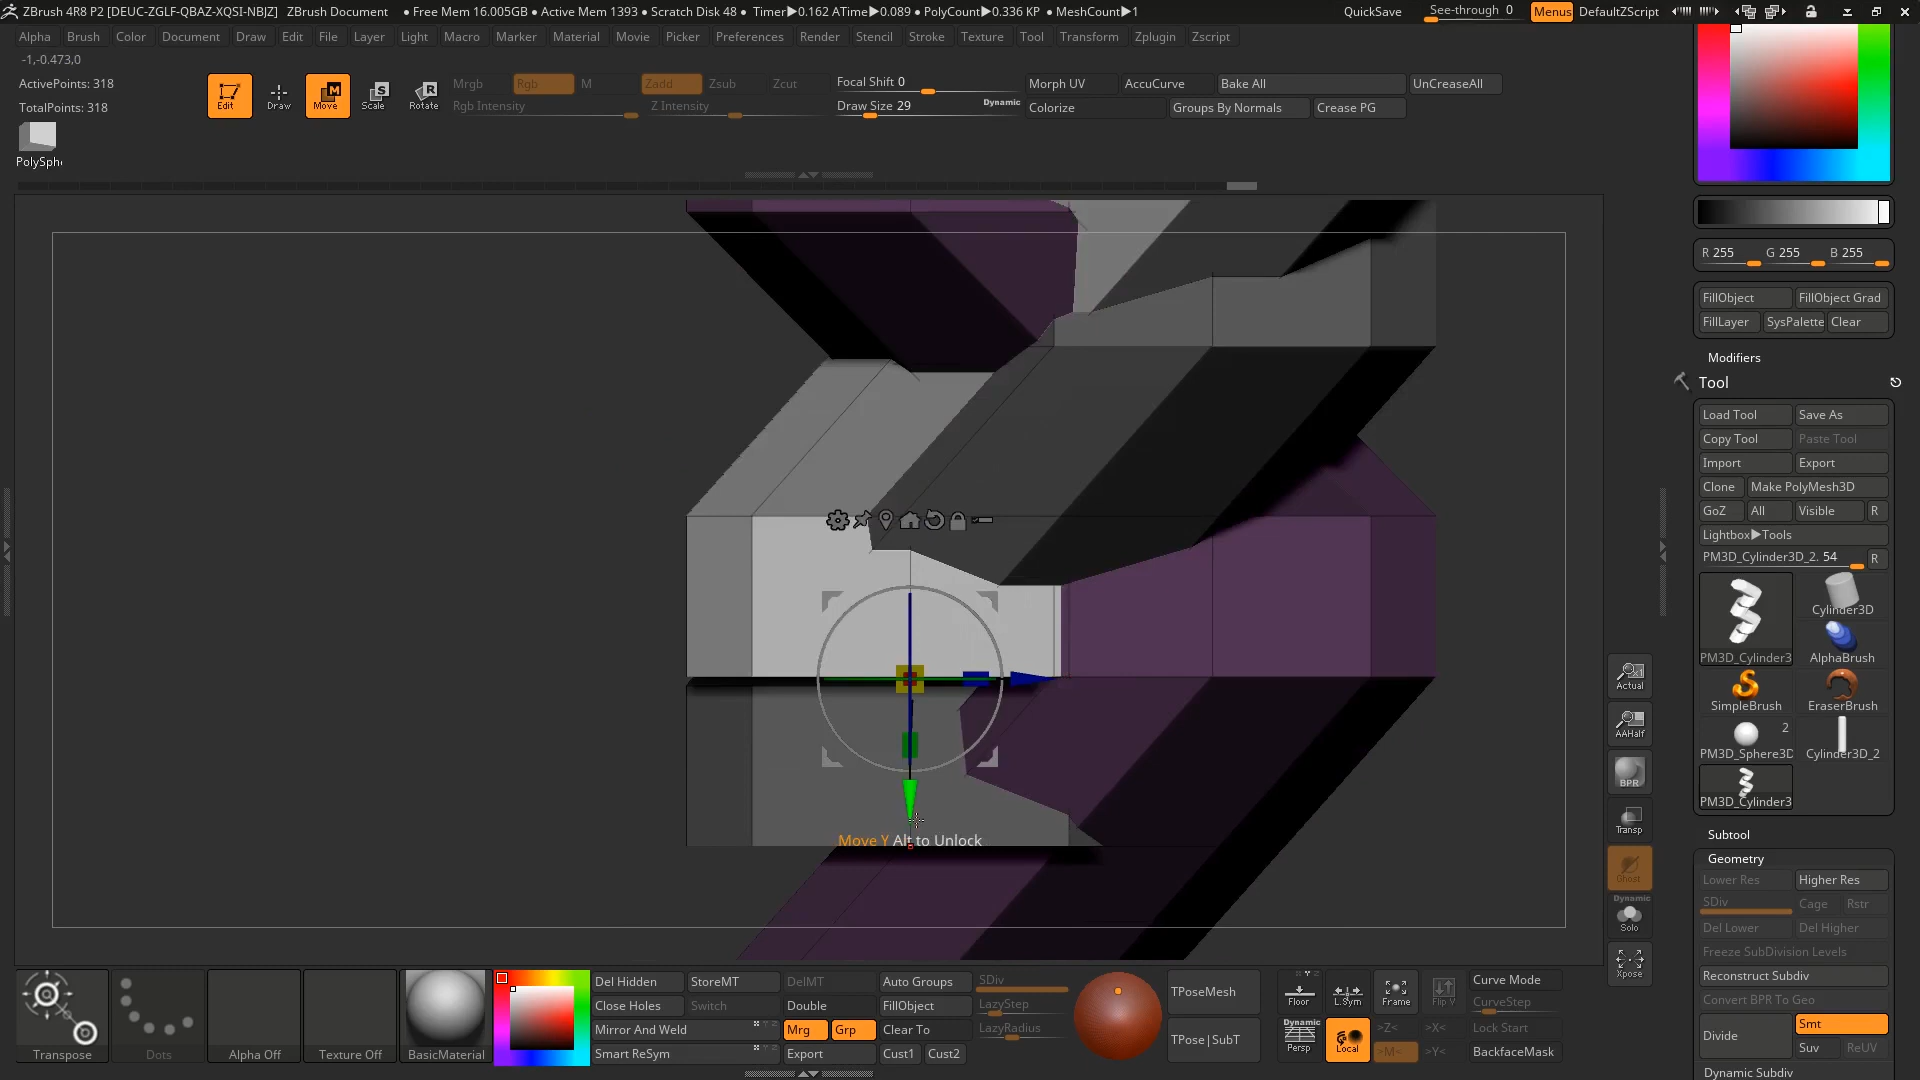 ZBrush 4R8 P2 [DEUC-ZGLF-QBAZ-XQSI-NBJZ] ZBrush Document ● Free Mem 16.005GB ● Active Mem 1393 ● Scratch Disk 48 ● Timer▶0.162 ATime▶0.089 ● PolyCount▶0.336 KP ● MeshCount▶1 QuickSave See-through 0 Menus DefaultZScript
Alpha Brush Color Document Draw Edit File Layer Light Macro Marker Material Movie Picker Preferences Render Stencil Stroke Texture Tool Transform Zplugin Zscript
-1,-0.473,0
ActivePoints: 318
TotalPoints: 318
Edit Draw Move Scale Rotate
Mrgb Rgb M Zadd Zsub Zcut
Rgb Intensity Z Intensity
Focal Shift 0
Draw Size 29 Dynamic
Morph UV AccuCurve Bake All UnCreaseAll
Colorize Groups By Normals Crease PG
PolySph
R 255 G 255 B 255
FillObject FillObject Grad
FillLayer SysPalette Clear
Modifiers
Tool
Load Tool Save As
Copy Tool Paste Tool
Import Export
Clone Make PolyMesh3D
GoZ All Visible R
Lightbox▶Tools
PM3D_Cylinder3D_2. 54 R
Cylinder3D
PM3D_Cylinder3 AlphaBrush
SimpleBrush EraserBrush
2
PM3D_Sphere3D Cylinder3D_2
PM3D_Cylinder3
Subtool
Geometry
Lower Res Higher Res
SDiv Cage Rstr
Del Lower Del Higher
Freeze SubDivision Levels
Reconstruct Subdiv
Convert BPR To Geo
Divide Smt
Suv ReUV
Dynamic Subdiv
Actual
AAHalf
BPR
Transp
Ghost
Dynamic
Solo
Xpose
Move Y Alt to Unlock
Transpose Dots Alpha Off Texture Off BasicMaterial
Del Hidden StoreMT DelMT Auto Groups SDiv
Close Holes Switch Double FillObject LazyStep
Mirror And Weld Mrg Grp Clear To LazyRadius
Smart ReSym Export Cust1 Cust2
TPoseMesh
TPose|SubT
Floor L.Sym Frame Flip V
Dynamic
Persp Local >Z< >X<
>M< >Y<
Curve Mode
CurveStep
Lock Start
BackfaceMask